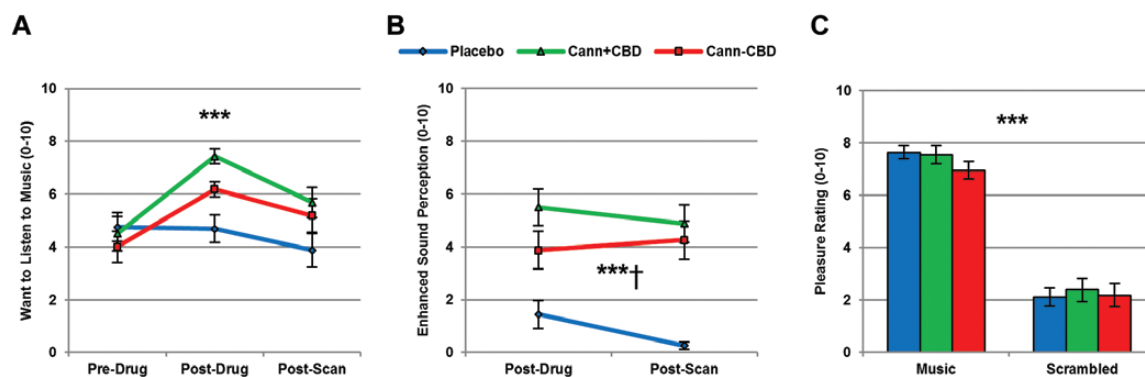 A
B
C
Placebo
Cann+CBD
Cann-CBD
Want to Listen to Music (0-10)
10
8
6
4
2
0
***
Pre-Drug
Post-Drug
Post-Scan
Enhanced Sound Perception (0-10)
10
8
6
4
2
0
***†
Post-Drug
Post-Scan
Pleasure Rating (0-10)
10
8
6
4
2
0
***
Music
Scrambled